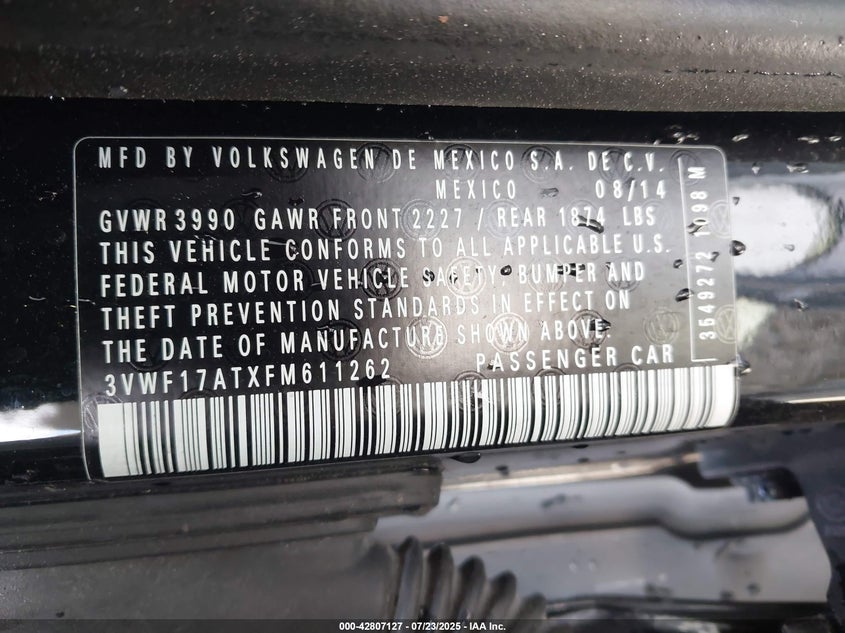 MFD BY VOLKSWAGEN DE MEXICO S.A. DE C.V.
MEXICO 08/14
GVWR 3990 GAWR FRONT 2227 / REAR 1874 LBS
THIS VEHICLE CONFORMS TO ALL APPLICABLE U.S.
FEDERAL MOTOR VEHICLE SAFETY, BUMPER AND
THEFT PREVENTION STANDARDS IN EFFECT ON
THE DATE OF MANUFACTURE SHOWN ABOVE.
3VWF17ATXFM611262 PASSENGER CAR
3649272 1098 M
000-42807127 - 07/23/2025 - IAA Inc.